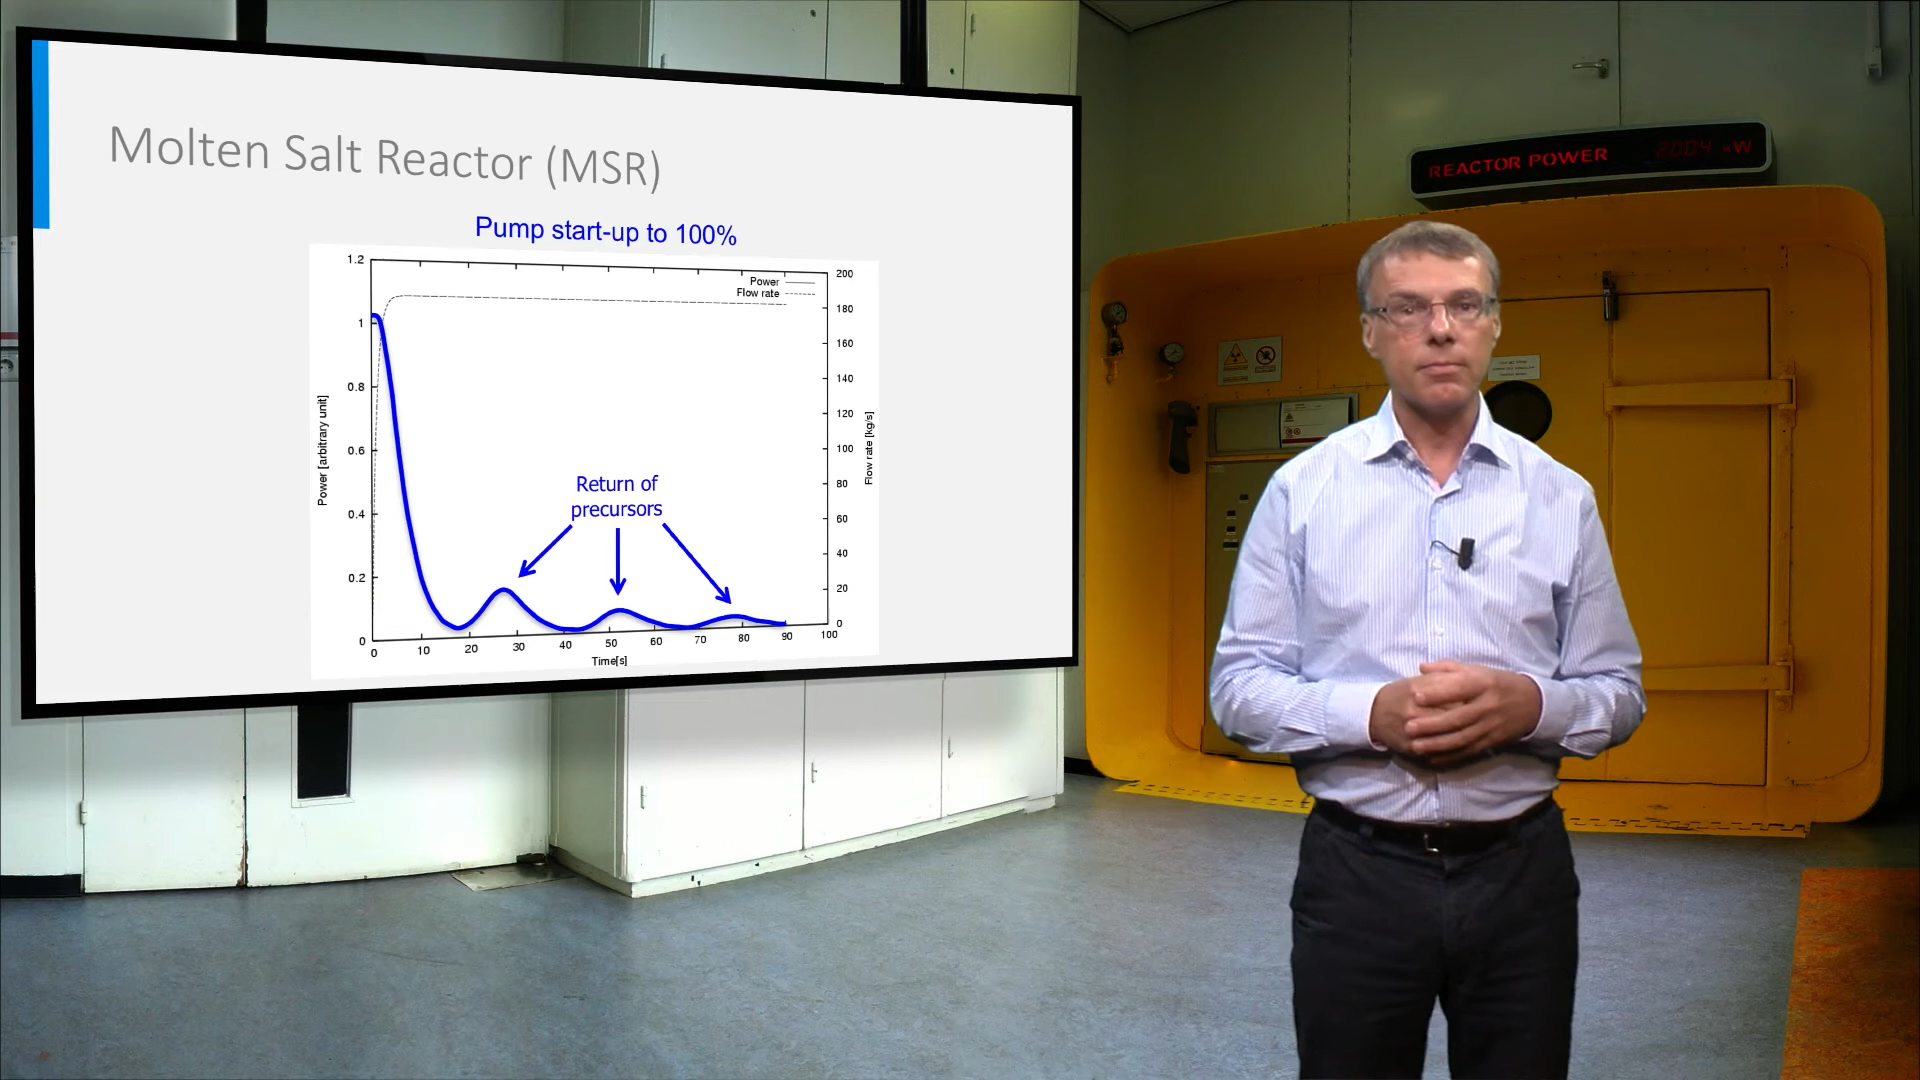 Molten Salt Reactor (MSR)
Pump start-up to 100%
Power
Flow rate
1.2
1
0.8
0.6
0.4
0.2
0
Power [arbitrary unit]
200
180
160
140
120
100
80
60
40
20
0
Flow rate [kg/s]
Return of
precursors
0 10 20 30 40 50 60 70 80 90 100
Time[s]
REACTOR POWER